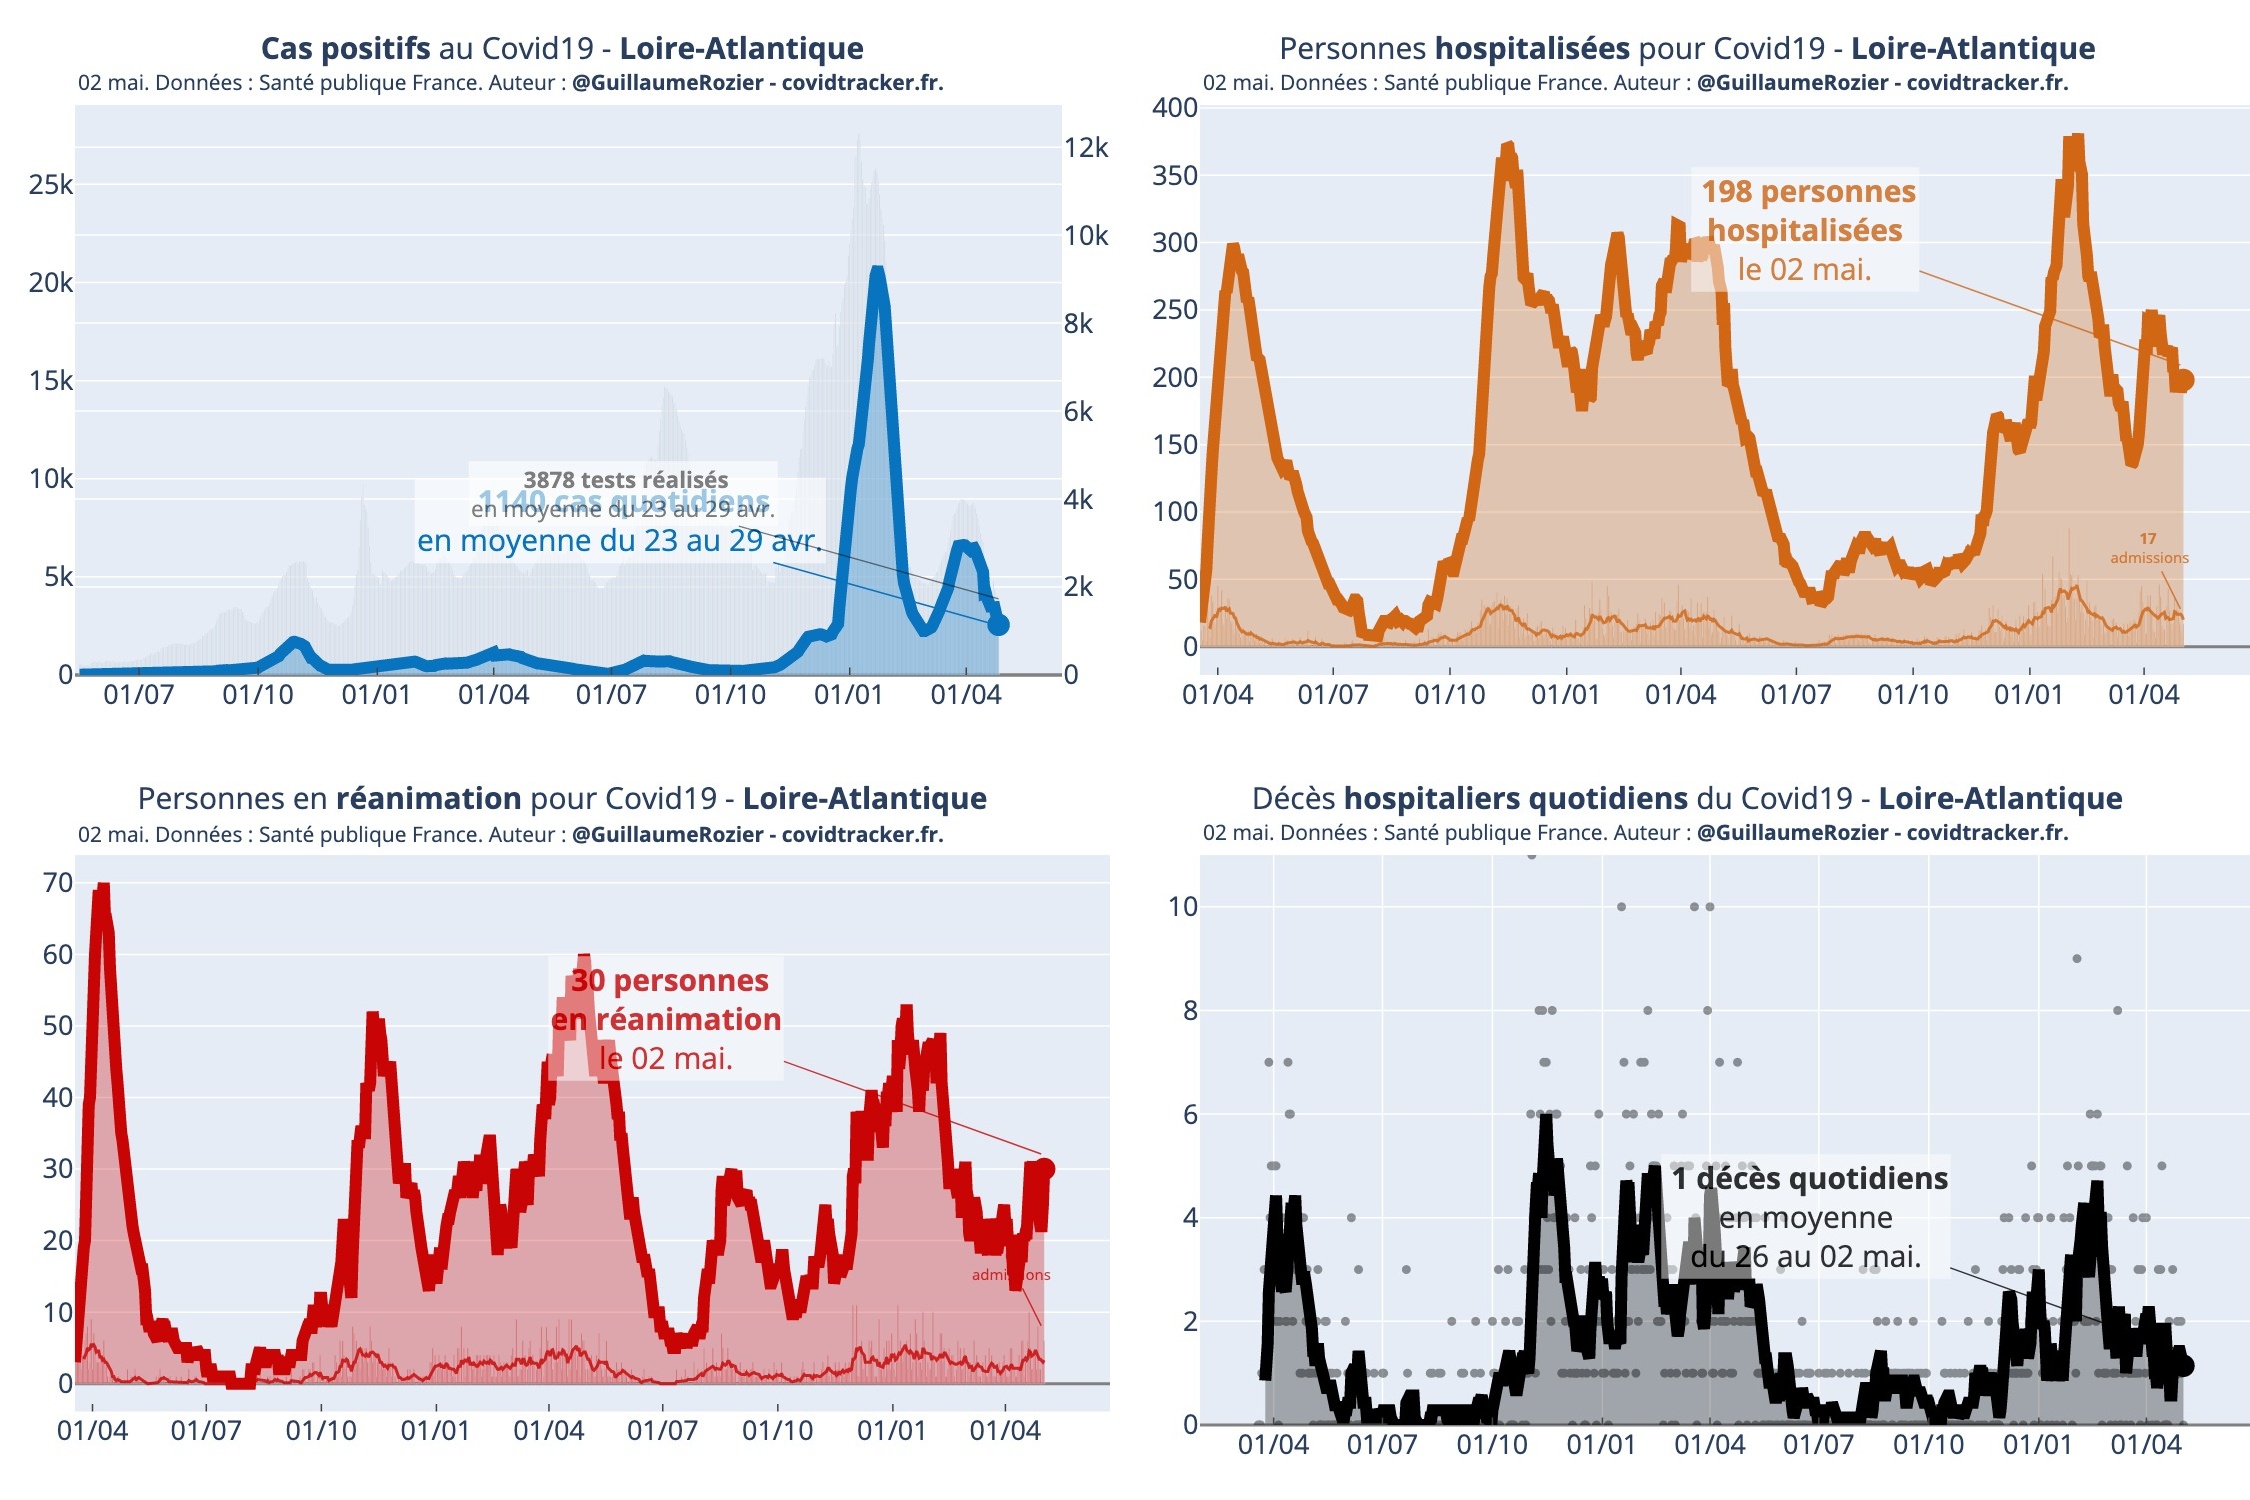 Cas positifs au Covid19 - Loire-Atlantique
02 mai. Données : Santé publique France. Auteur : @GuillaumeRozier - covidtracker.fr.
25k
20k
15k
10k
5k
0
12k
10k
8k
6k
4k
2k
0
3878 tests réalisés
en moyenne du 23 au 29 avr.
1140 cas quotidiens
en moyenne du 23 au 29 avr.
01/07 01/10 01/01 01/04 01/07 01/10 01/01 01/04
Personnes hospitalisées pour Covid19 - Loire-Atlantique
02 mai. Données : Santé publique France. Auteur : @GuillaumeRozier - covidtracker.fr.
400
350
300
250
200
150
100
50
0
198 personnes
hospitalisées
le 02 mai.
17
admissions
01/04 01/07 01/10 01/01 01/04 01/07 01/10 01/01 01/04
Personnes en réanimation pour Covid19 - Loire-Atlantique
02 mai. Données : Santé publique France. Auteur : @GuillaumeRozier - covidtracker.fr.
70
60
50
40
30
20
10
0
30 personnes
en réanimation
le 02 mai.
admissions
01/04 01/07 01/10 01/01 01/04 01/07 01/10 01/01 01/04
Décès hospitaliers quotidiens du Covid19 - Loire-Atlantique
02 mai. Données : Santé publique France. Auteur : @GuillaumeRozier - covidtracker.fr.
10
8
6
4
2
0
1 décès quotidiens
en moyenne
du 26 au 02 mai.
01/04 01/07 01/10 01/01 01/04 01/07 01/10 01/01 01/04